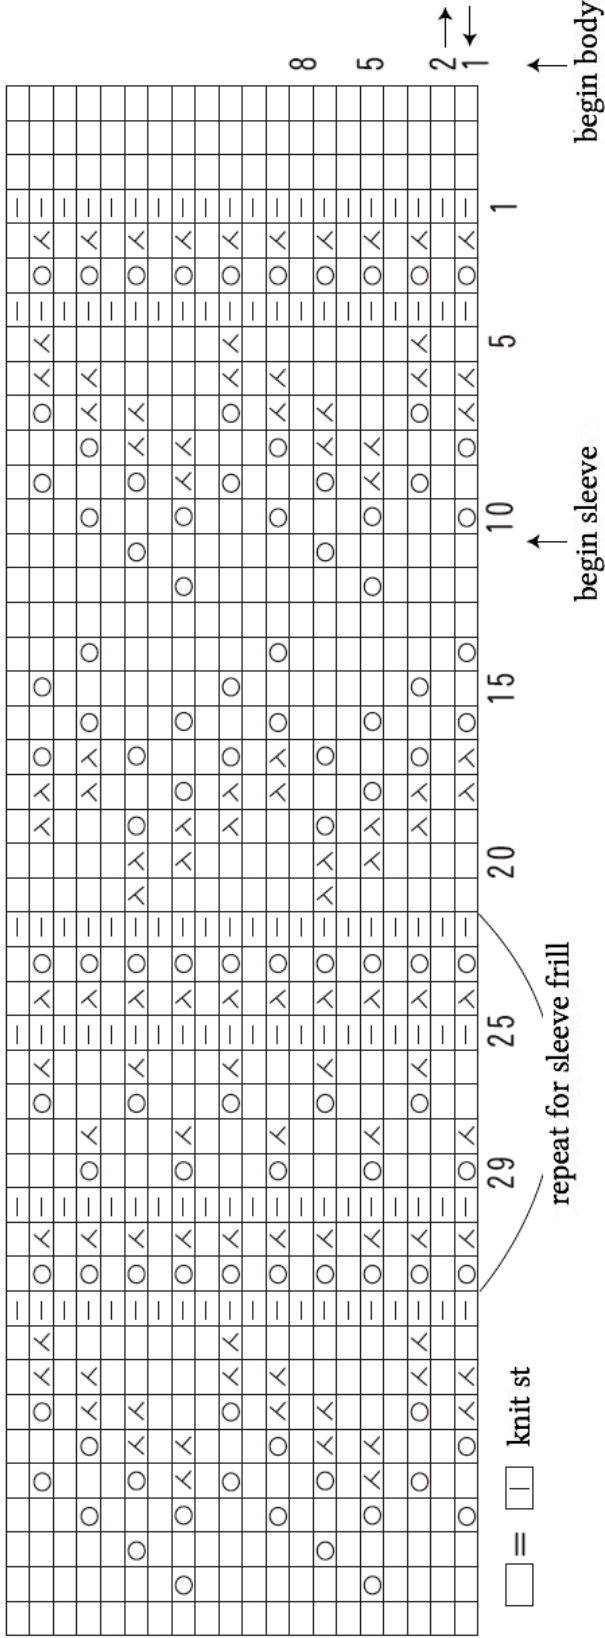 8
5
2
1
29 25 20 15 10 5 1
= knit st
repeat for sleeve frill
begin sleeve
begin body